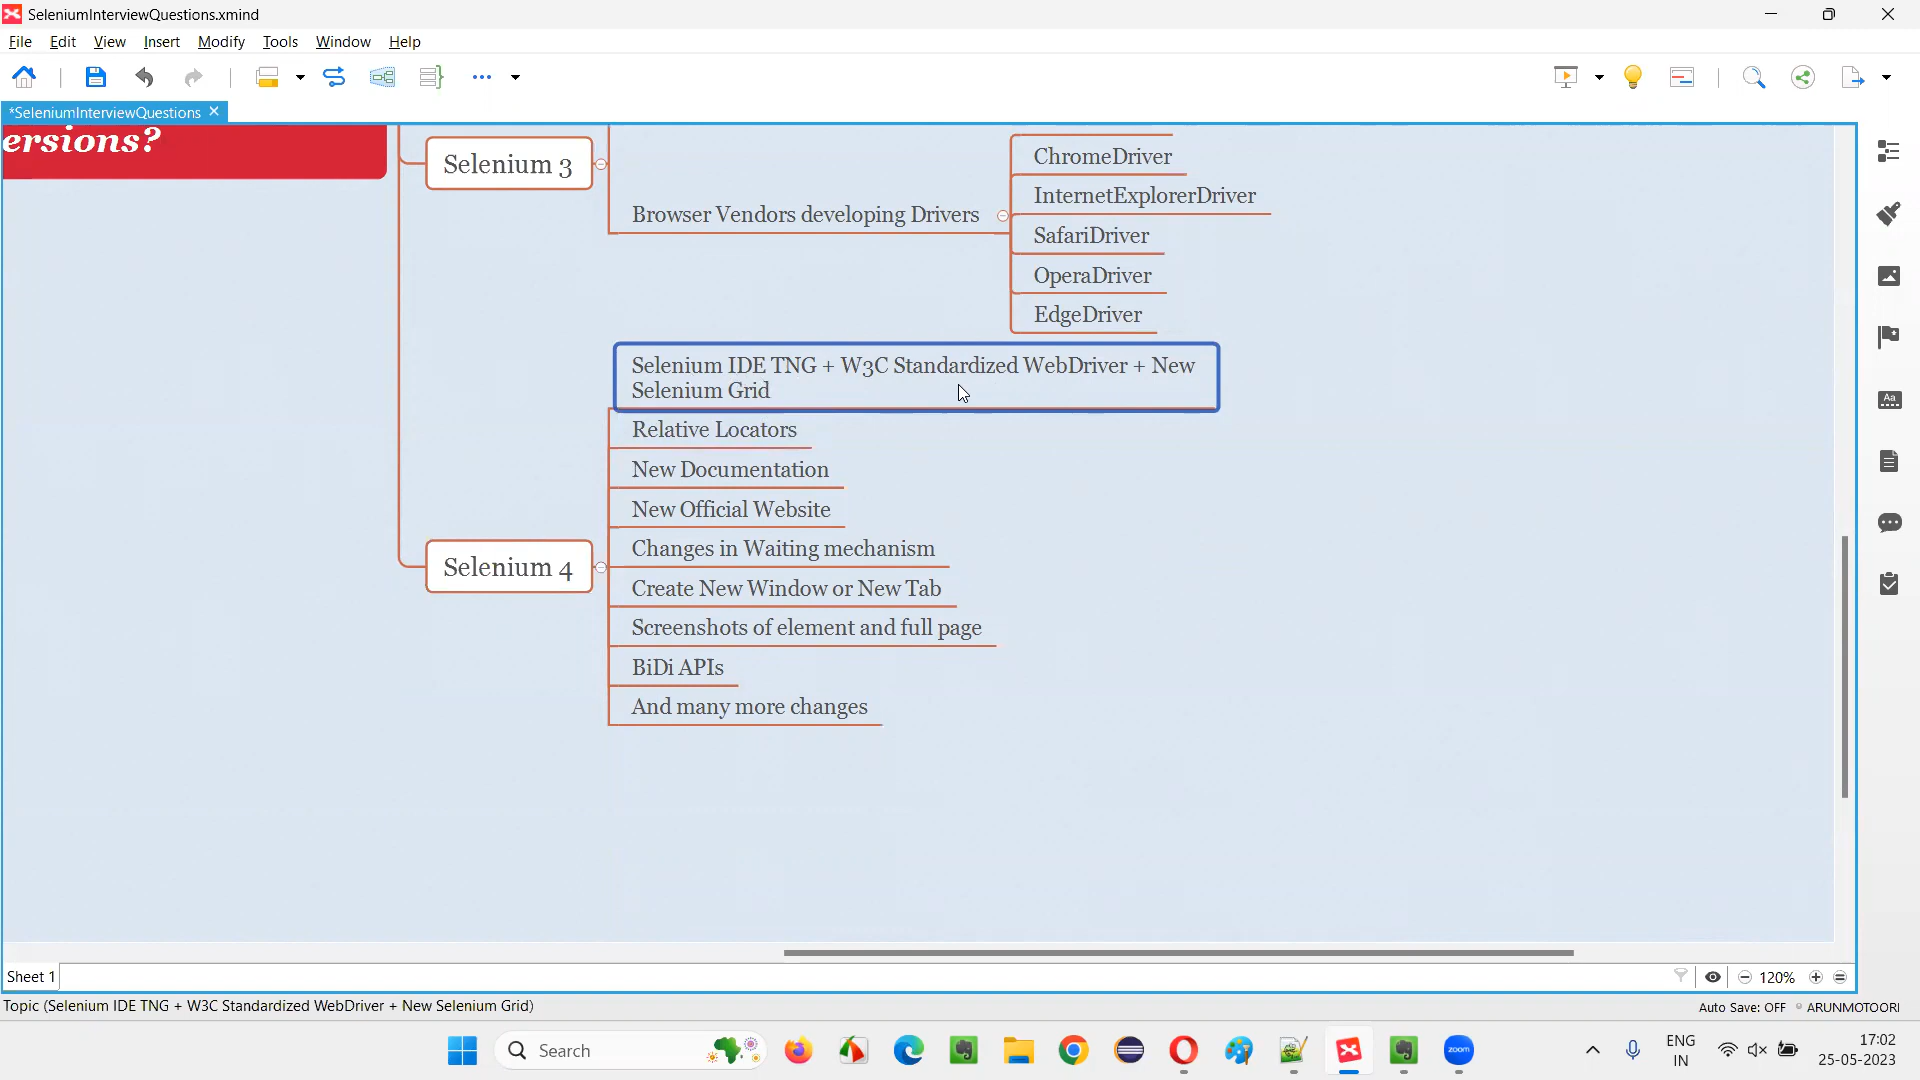 SeleniumInterviewQuestions.xmind
File Edit View Insert Modify Tools Window Help
*SeleniumInterviewQuestions
ersions?
Selenium 3
Browser Vendors developing Drivers
ChromeDriver
InternetExplorerDriver
SafariDriver
OperaDriver
EdgeDriver
Selenium IDE TNG + W3C Standardized WebDriver + New
Selenium Grid
Relative Locators
New Documentation
New Official Website
Changes in Waiting mechanism
Selenium 4
Create New Window or New Tab
Screenshots of element and full page
BiDi APIs
And many more changes
Sheet 1
120%
Topic (Selenium IDE TNG + W3C Standardized WebDriver + New Selenium Grid)
Auto Save: OFF
ARUNMOTOORI
Search
zoom
ENG
IN
17:02
25-05-2023
Aa